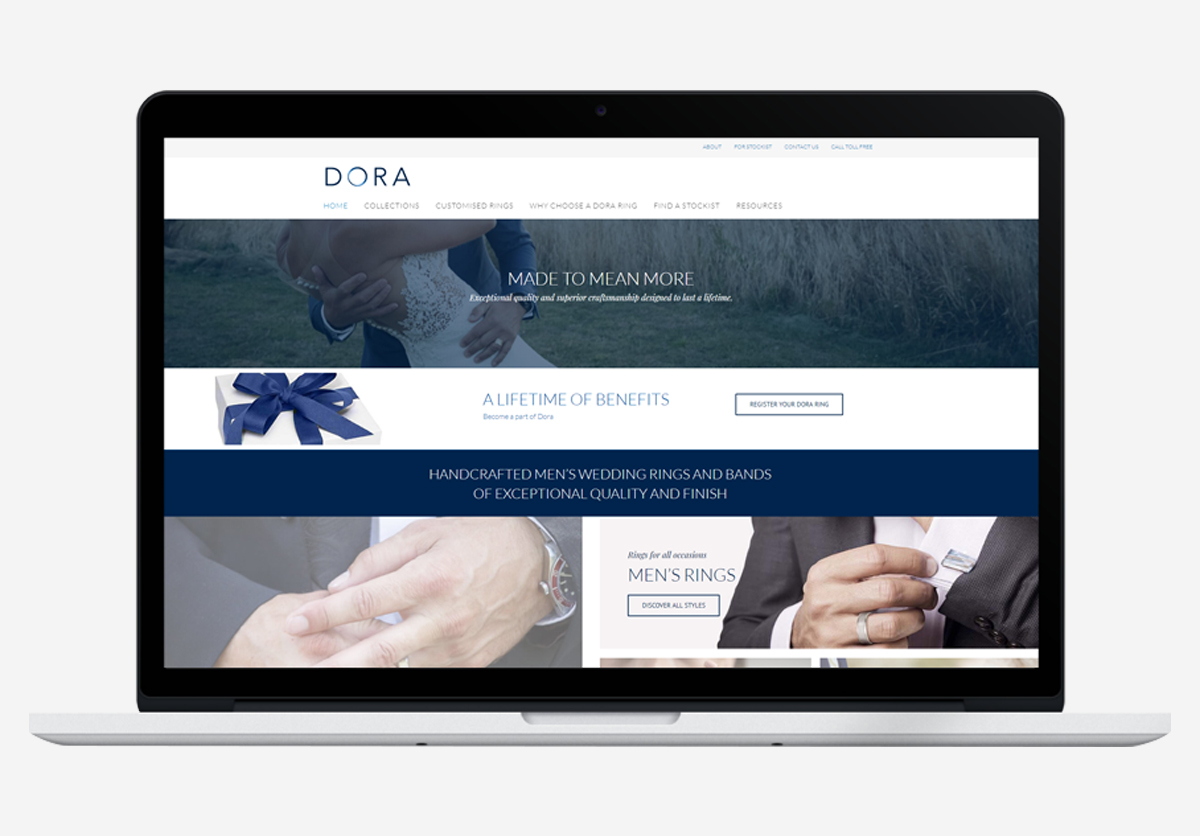 ABOUT
FOR STOCKIST
CONTACT US
CALL TOLL FREE
DORA
HOME
COLLECTIONS
CUSTOMISED RINGS
WHY CHOOSE A DORA RING
FIND A STOCKIST
RESOURCES
MADE TO MEAN MORE
Exceptional quality and superior craftsmanship designed to last a lifetime.
A LIFETIME OF BENEFITS
Become a part of Dora
REGISTER YOUR DORA RING
HANDCRAFTED MEN'S WEDDING RINGS AND BANDS
OF EXCEPTIONAL QUALITY AND FINISH
Rings for all occasions
MEN'S RINGS
DISCOVER ALL STYLES